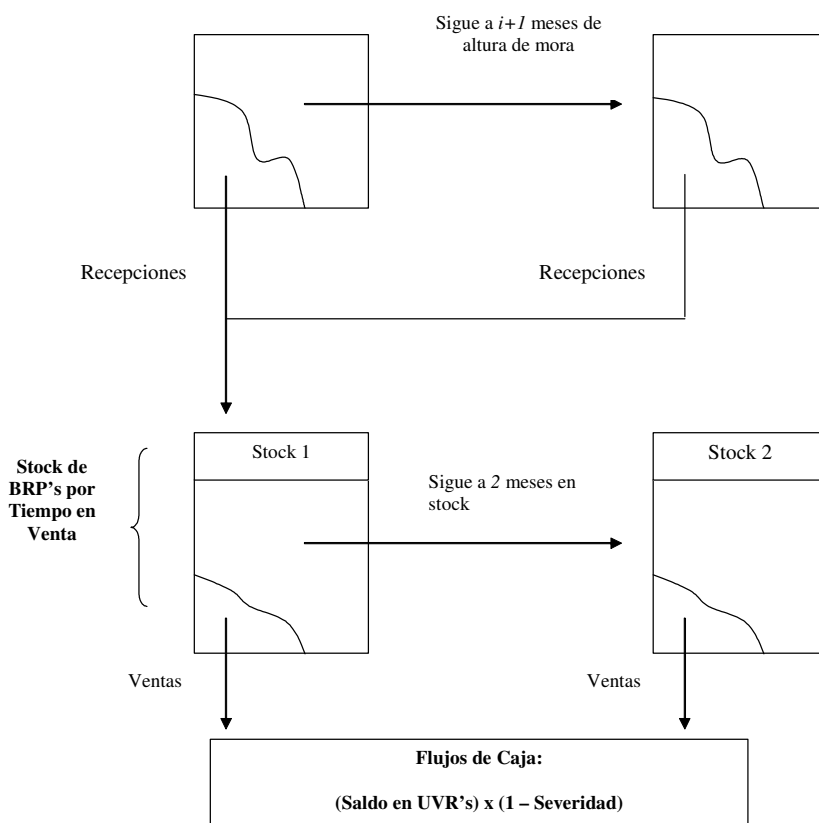 Sigue a i+1 meses de
altura de mora
Recepciones
Recepciones
Stock 1
Stock 2
Stock de
BRP's por
Tiempo en
Venta
Sigue a 2 meses en
stock
Ventas
Ventas
Flujos de Caja:
(Saldo en UVR's) x (1 – Severidad)